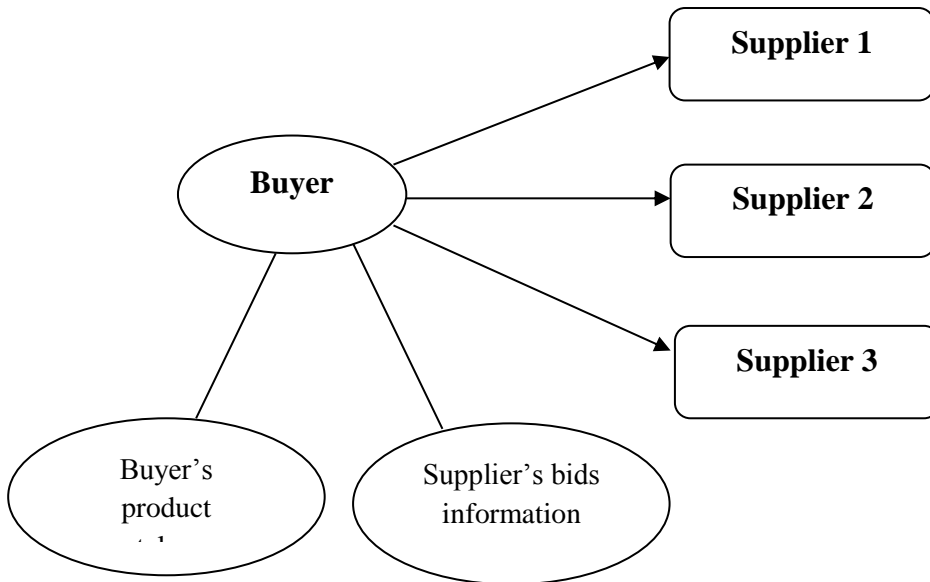 Supplier 1
Buyer
Supplier 2
Supplier 3
Buyer’s
product
Supplier’s bids
information